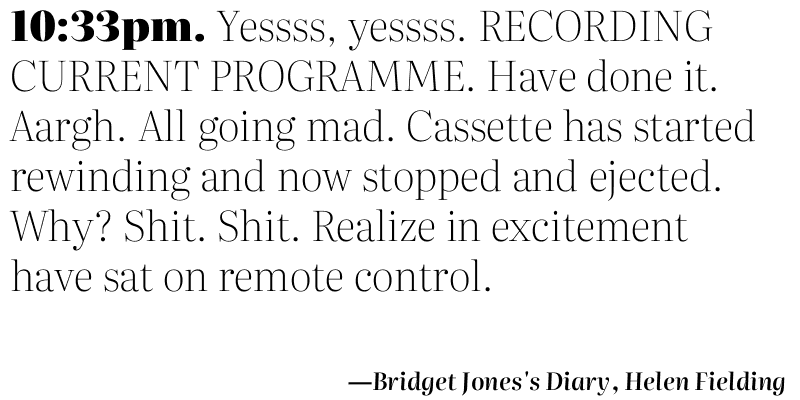 10:33pm. Yessss, yessss. RECORDING
CURRENT PROGRAMME. Have done it.
Aargh. All going mad. Cassette has started
rewinding and now stopped and ejected.
Why? Shit. Shit. Realize in excitement
have sat on remote control.
—Bridget Jones's Diary, Helen Fielding